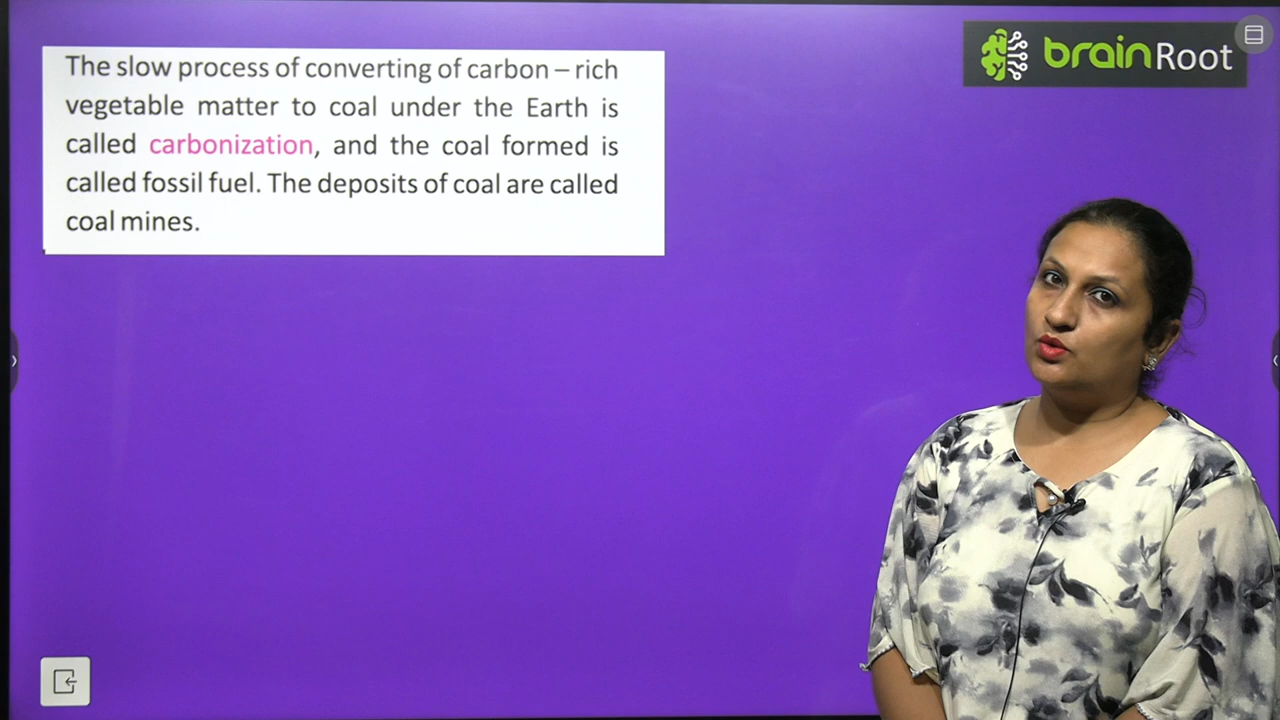 The slow process of converting of carbon – rich
vegetable matter to coal under the Earth is
called carbonization, and the coal formed is
called fossil fuel. The deposits of coal are called
coal mines.
brainRoot